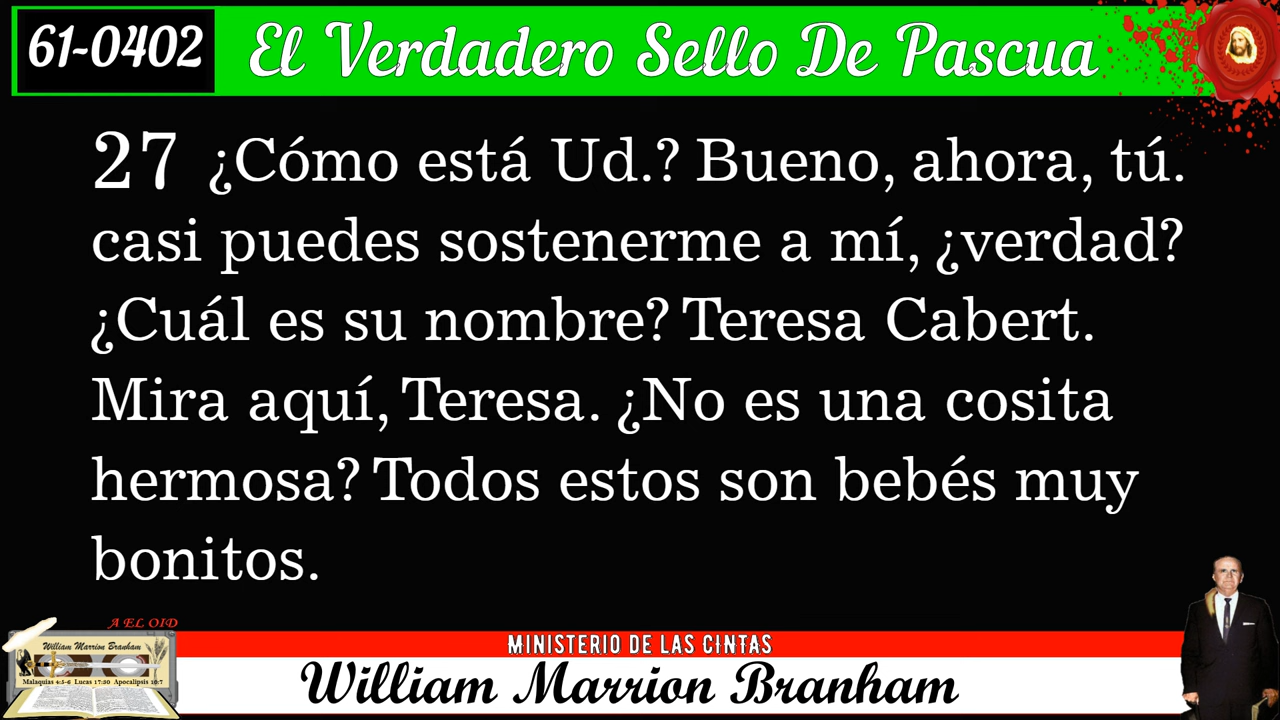 61-0402 El Verdadero Sello De Pascua
27 ¿Cómo está Ud.? Bueno, ahora, tú.
casi puedes sostenerme a mí, ¿verdad?
¿Cuál es su nombre? Teresa Cabert.
Mira aquí, Teresa. ¿No es una cosita
hermosa? Todos estos son bebés muy
bonitos.
A EL OID
William Marrion Branham
Malaquias 4:5-6 Lucas 17:30 Apocalipsis 10:7
MINISTERIO DE LAS CINTAS
William Marrion Branham